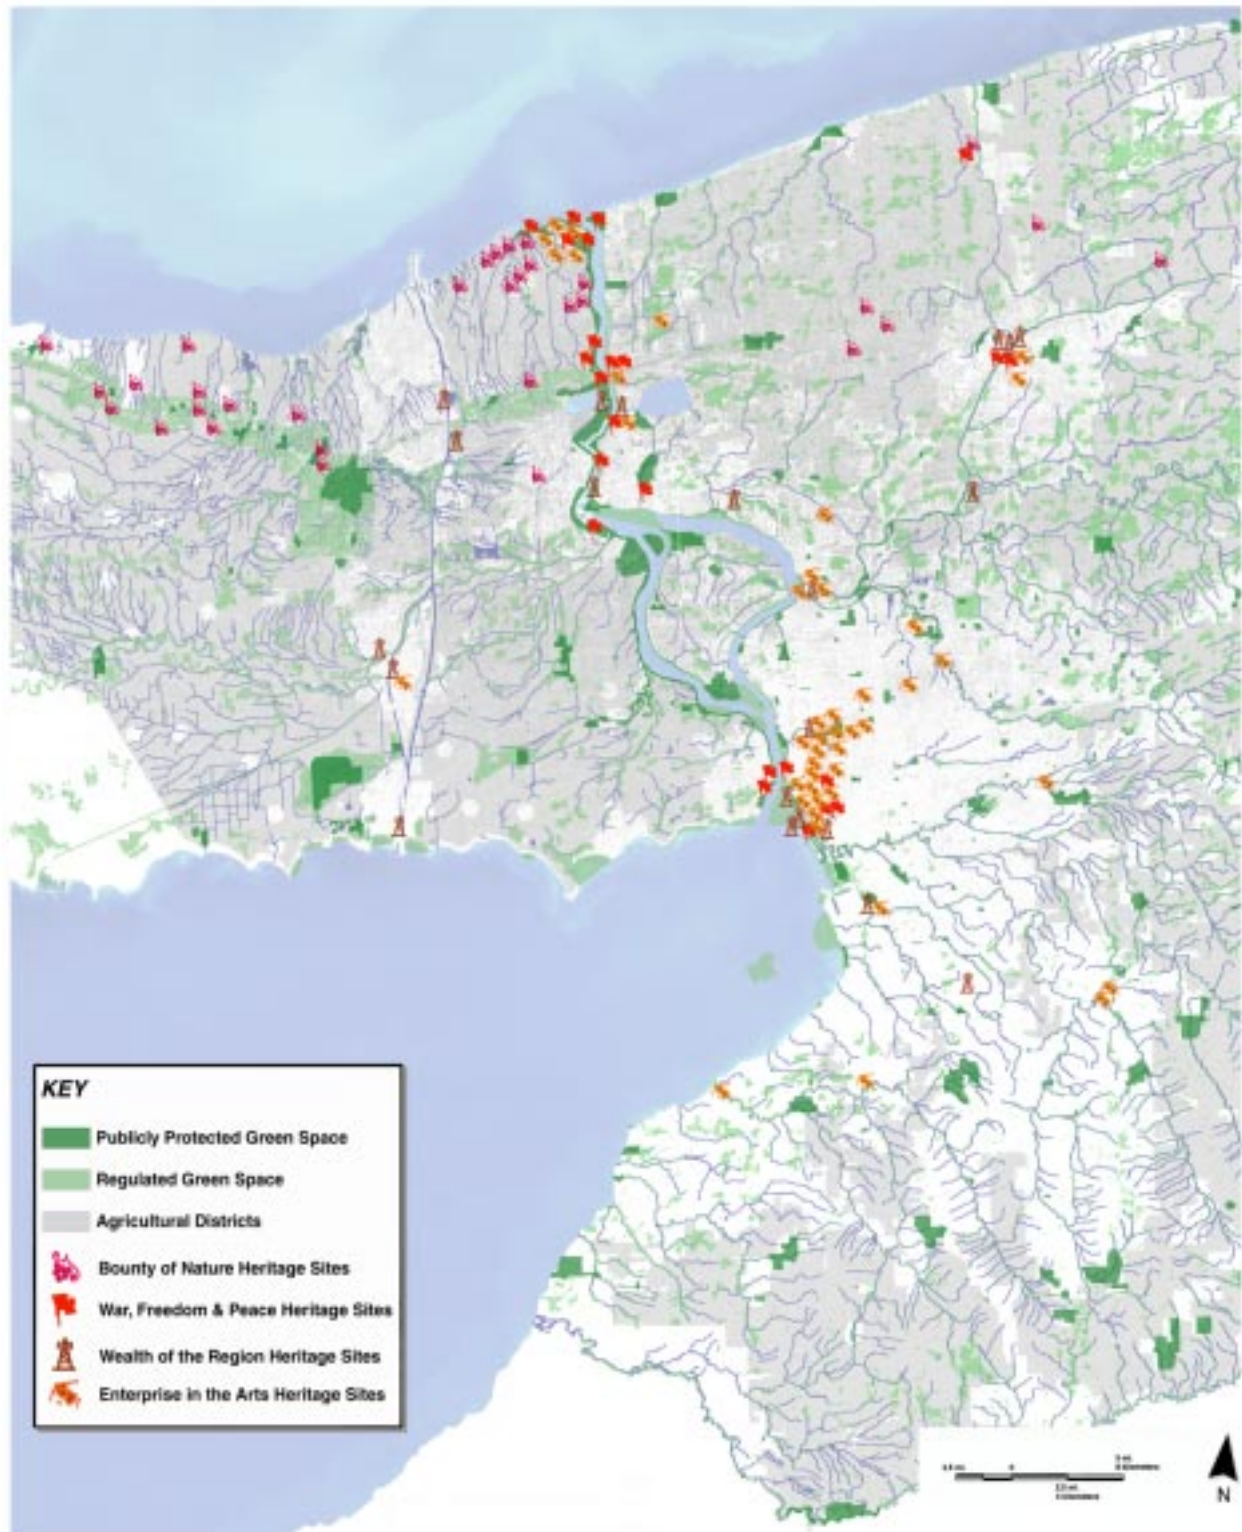 KEY
Publicly Protected Green Space
Regulated Green Space
Agricultural Districts
Bounty of Nature Heritage Sites
War, Freedom & Peace Heritage Sites
Wealth of the Region Heritage Sites
Enterprise in the Arts Heritage Sites
0
N